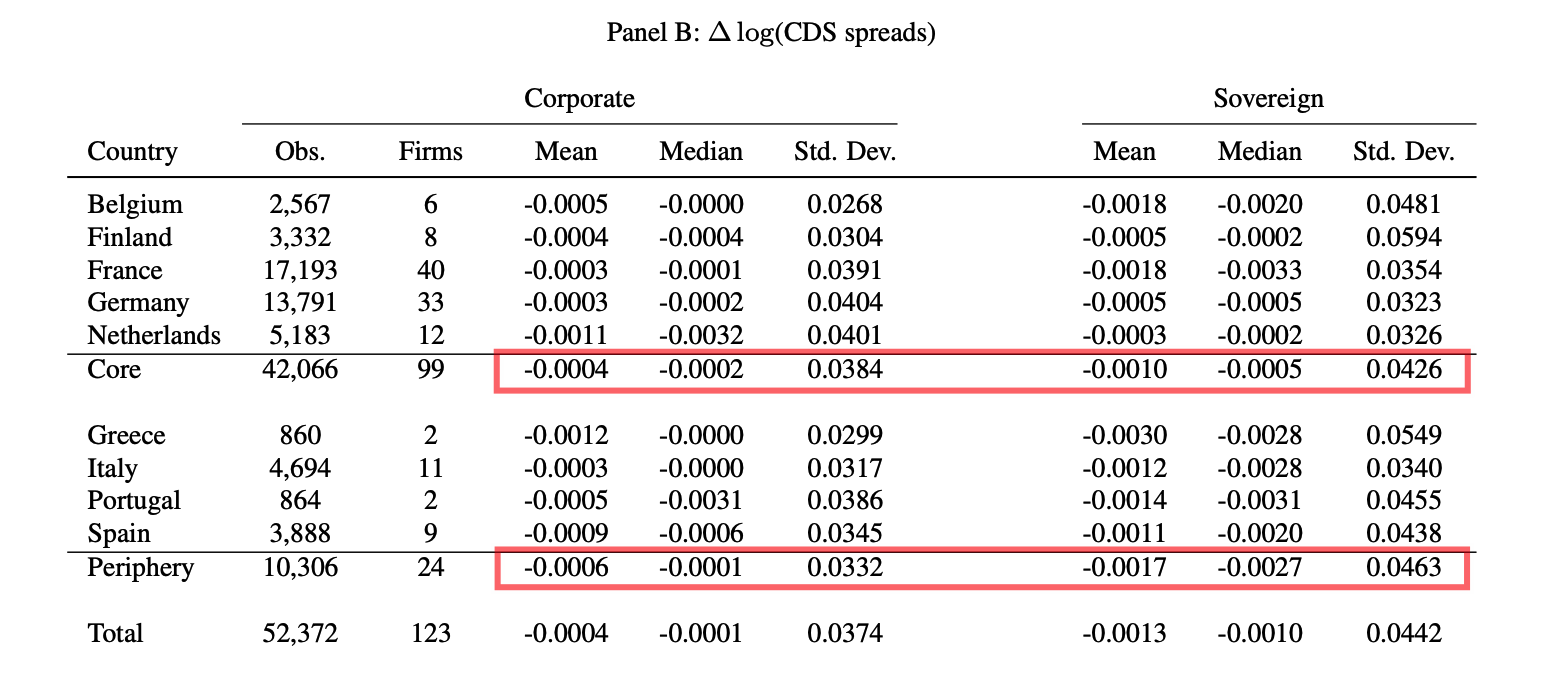 Panel B: Δ log(CDS spreads)
Corporate Sovereign
Country Obs. Firms Mean Median Std. Dev. Mean Median Std. Dev.
Belgium 2,567 6 -0.0005 -0.0000 0.0268 -0.0018 -0.0020 0.0481
Finland 3,332 8 -0.0004 -0.0004 0.0304 -0.0005 -0.0002 0.0594
France 17,193 40 -0.0003 -0.0001 0.0391 -0.0018 -0.0033 0.0354
Germany 13,791 33 -0.0003 -0.0002 0.0404 -0.0005 -0.0005 0.0323
Netherlands 5,183 12 -0.0011 -0.0032 0.0401 -0.0003 -0.0002 0.0326
Core 42,066 99 -0.0004 -0.0002 0.0384 -0.0010 -0.0005 0.0426
Greece 860 2 -0.0012 -0.0000 0.0299 -0.0030 -0.0028 0.0549
Italy 4,694 11 -0.0003 -0.0000 0.0317 -0.0012 -0.0028 0.0340
Portugal 864 2 -0.0005 -0.0031 0.0386 -0.0014 -0.0031 0.0455
Spain 3,888 9 -0.0009 -0.0006 0.0345 -0.0011 -0.0020 0.0438
Periphery 10,306 24 -0.0006 -0.0001 0.0332 -0.0017 -0.0027 0.0463
Total 52,372 123 -0.0004 -0.0001 0.0374 -0.0013 -0.0010 0.0442